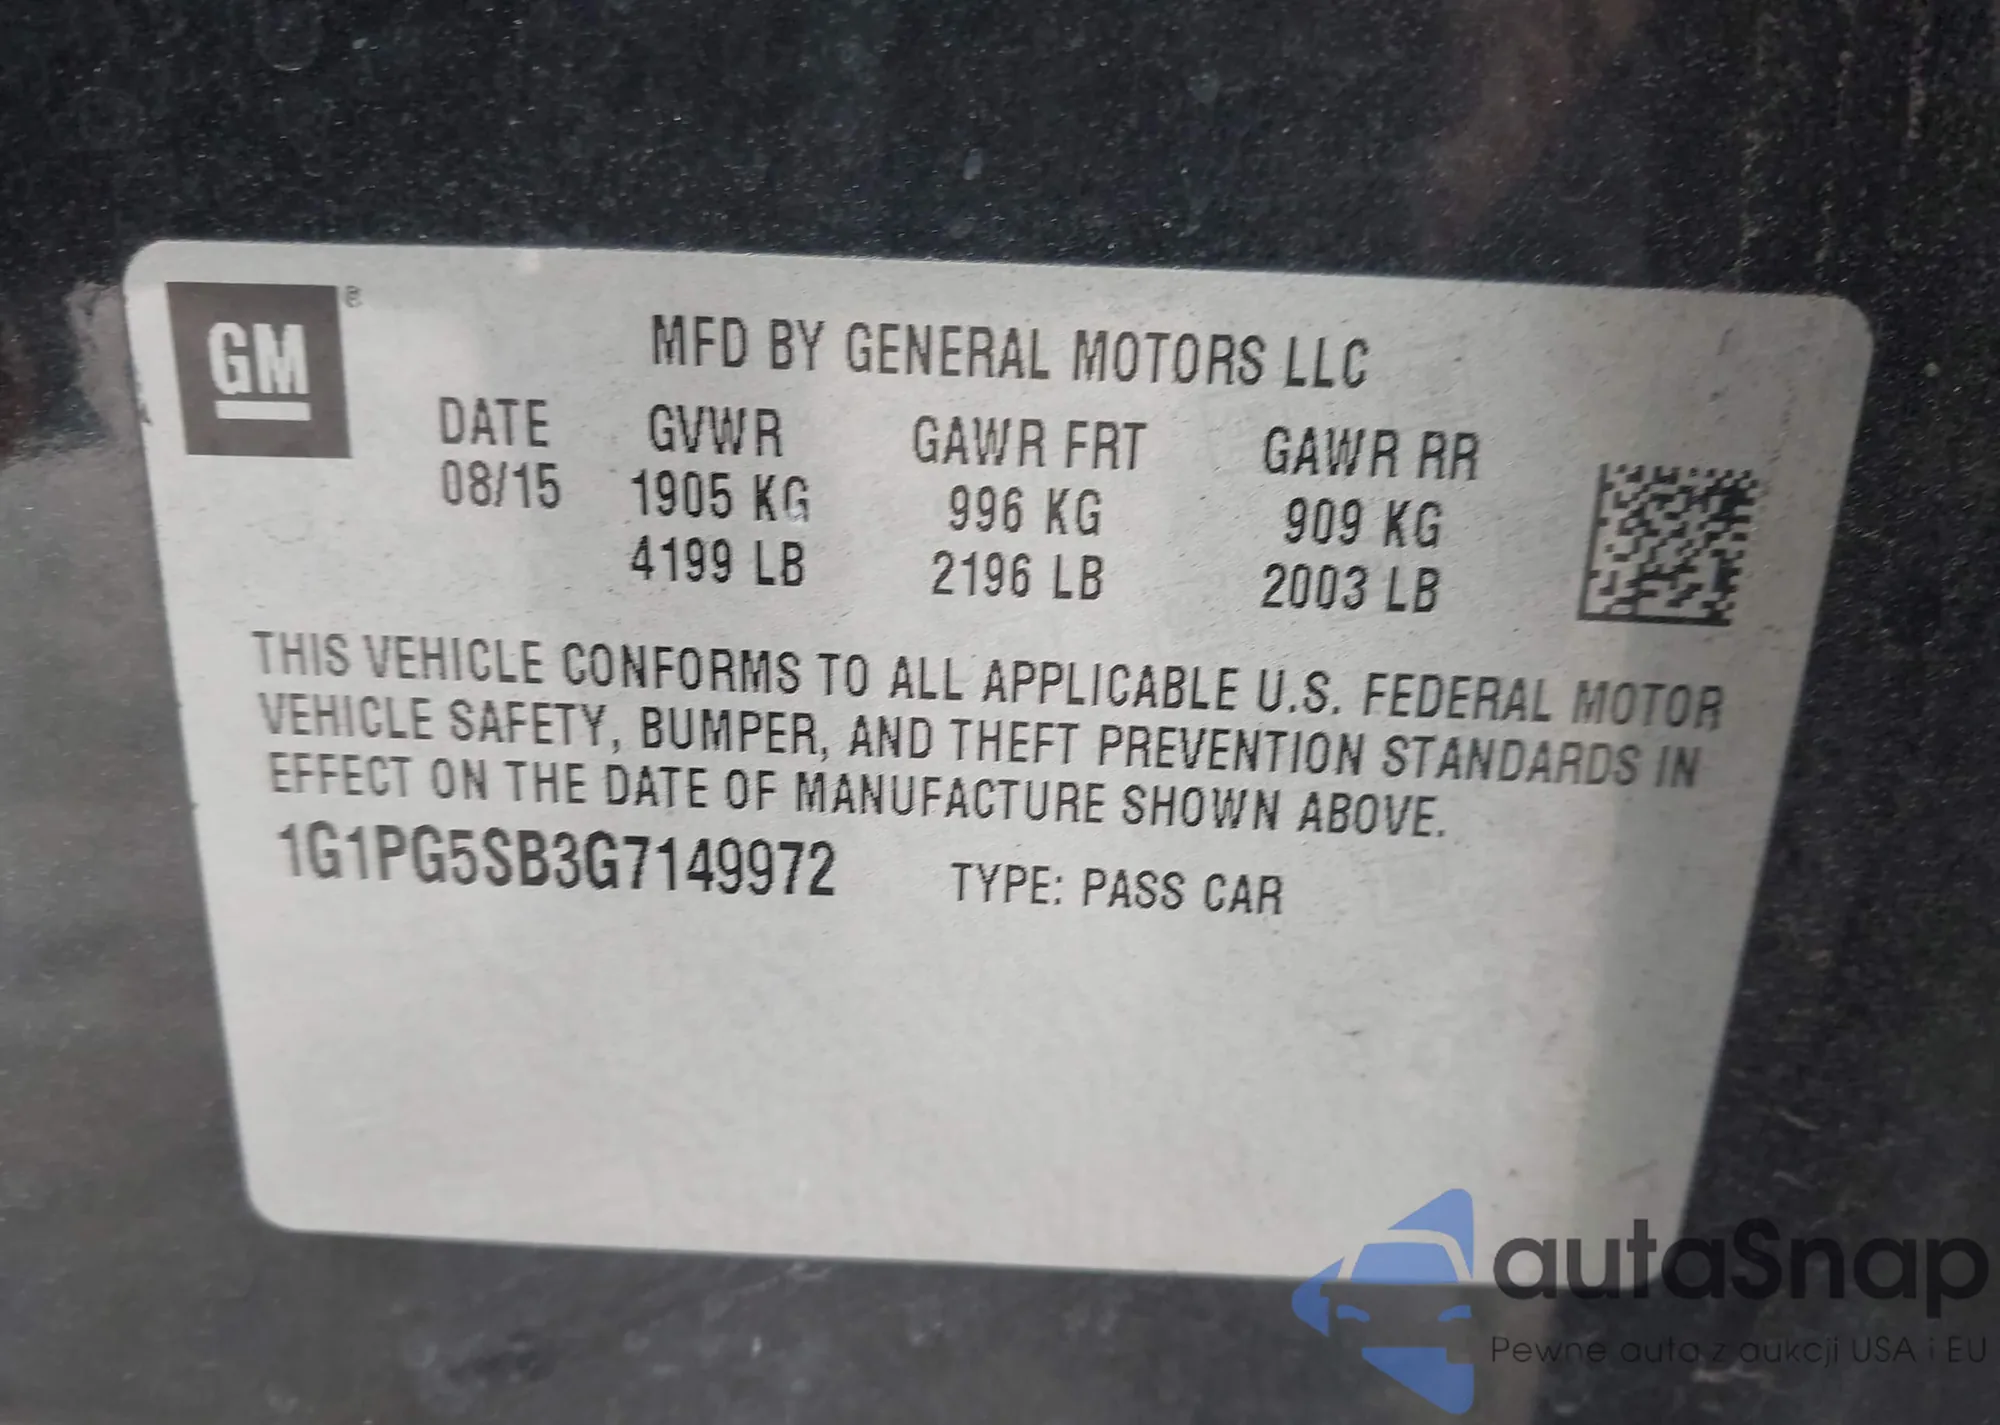 GM ®
MFD BY GENERAL MOTORS LLC
DATE GVWR GAWR FRT GAWR RR
08/15 1905 KG 996 KG 909 KG
4199 LB 2196 LB 2003 LB
THIS VEHICLE CONFORMS TO ALL APPLICABLE U.S. FEDERAL MOTOR
VEHICLE SAFETY, BUMPER, AND THEFT PREVENTION STANDARDS IN
EFFECT ON THE DATE OF MANUFACTURE SHOWN ABOVE.
1G1PG5SB3G7149972 TYPE: PASS CAR
autaSnap
Pewne auta z aukcji USA i EU